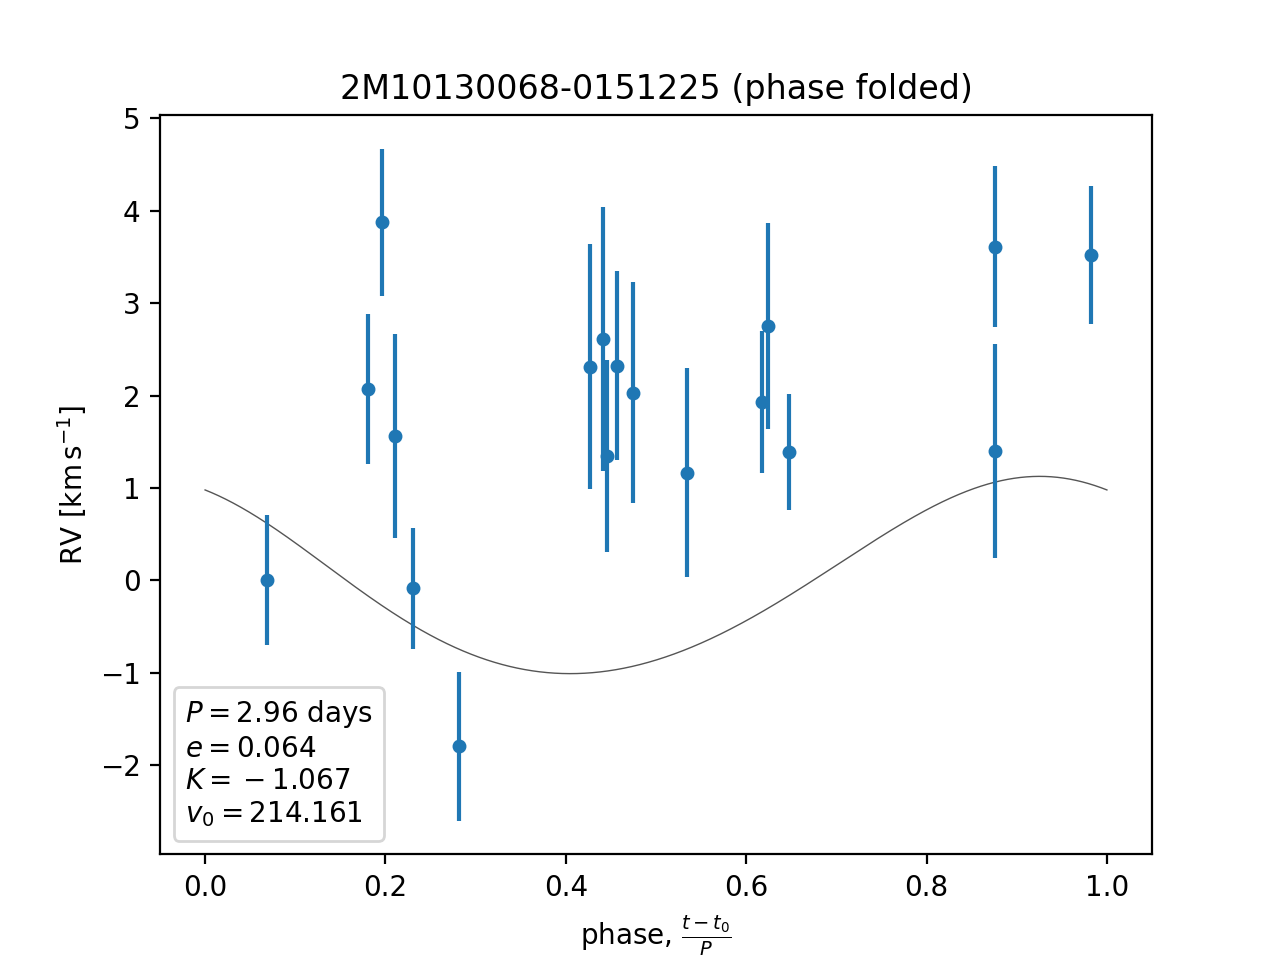 2M10130068-0151225 (phase folded)
RV [km s⁻¹]
5
4
3
2
1
0
−1
−2
P = 2.96 days
e = 0.064
K = −1.067
v₀ = 214.161
0.0 0.2 0.4 0.6 0.8 1.0
phase, (t − t₀)/P